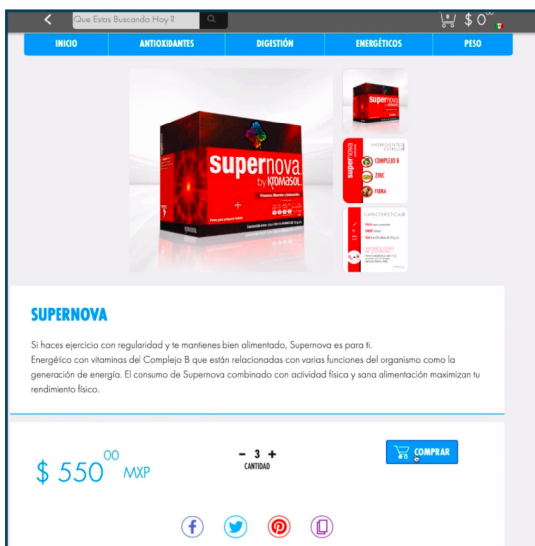 Que Estas Buscando Hoy ?
$ 0
INICIO ANTIOXIDANTES DIGESTIÓN ENERGÉTICOS PESO
supernova
by KROMASOL
supernova
INGREDIENTES
COMPLEJO B
ZINC
FIBRA
CARACTERÍSTICAS
SUPERNOVA
Si haces ejercicio con regularidad y te mantienes bien alimentado, Supernova es para ti.
Energético con vitaminas del Complejo B que están relacionadas con varias funciones del organismo como la
generación de energía. El consumo de Supernova combinado con actividad física y sana alimentación maximizan tu
rendimiento físico.
$ 550 00 MXP
- 3 +
CANTIDAD
COMPRAR